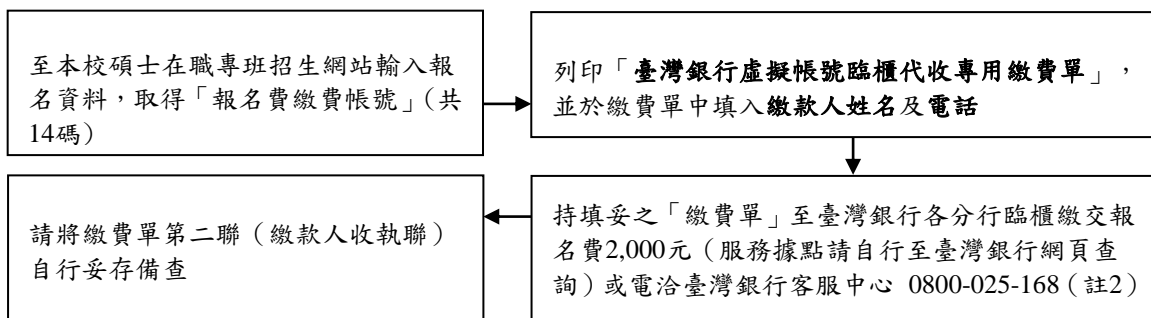 至本校碩士在職專班招生網站輸入報
名資料，取得「報名費繳費帳號」（共
14碼）
列印「臺灣銀行虛擬帳號臨櫃代收專用繳費單」，
並於繳費單中填入繳款人姓名及電話
持填妥之「繳費單」至臺灣銀行各分行臨櫃繳交報
名費2,000元（服務據點請自行至臺灣銀行網頁查
詢）或電洽臺灣銀行客服中心 0800-025-168（註2）
請將繳費單第二聯（繳款人收執聯）
自行妥存備查